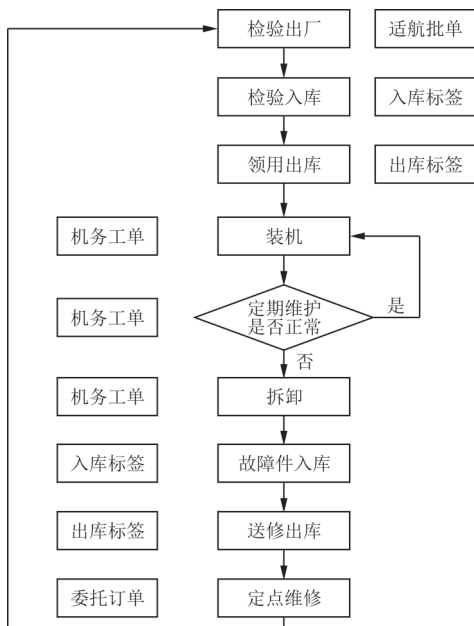 检验出厂
适航批单
检验入库
入库标签
领用出库
出库标签
机务工单
装机
机务工单
定期维护
是否正常
是
否
机务工单
拆卸
入库标签
故障件入库
出库标签
送修出库
委托订单
定点维修